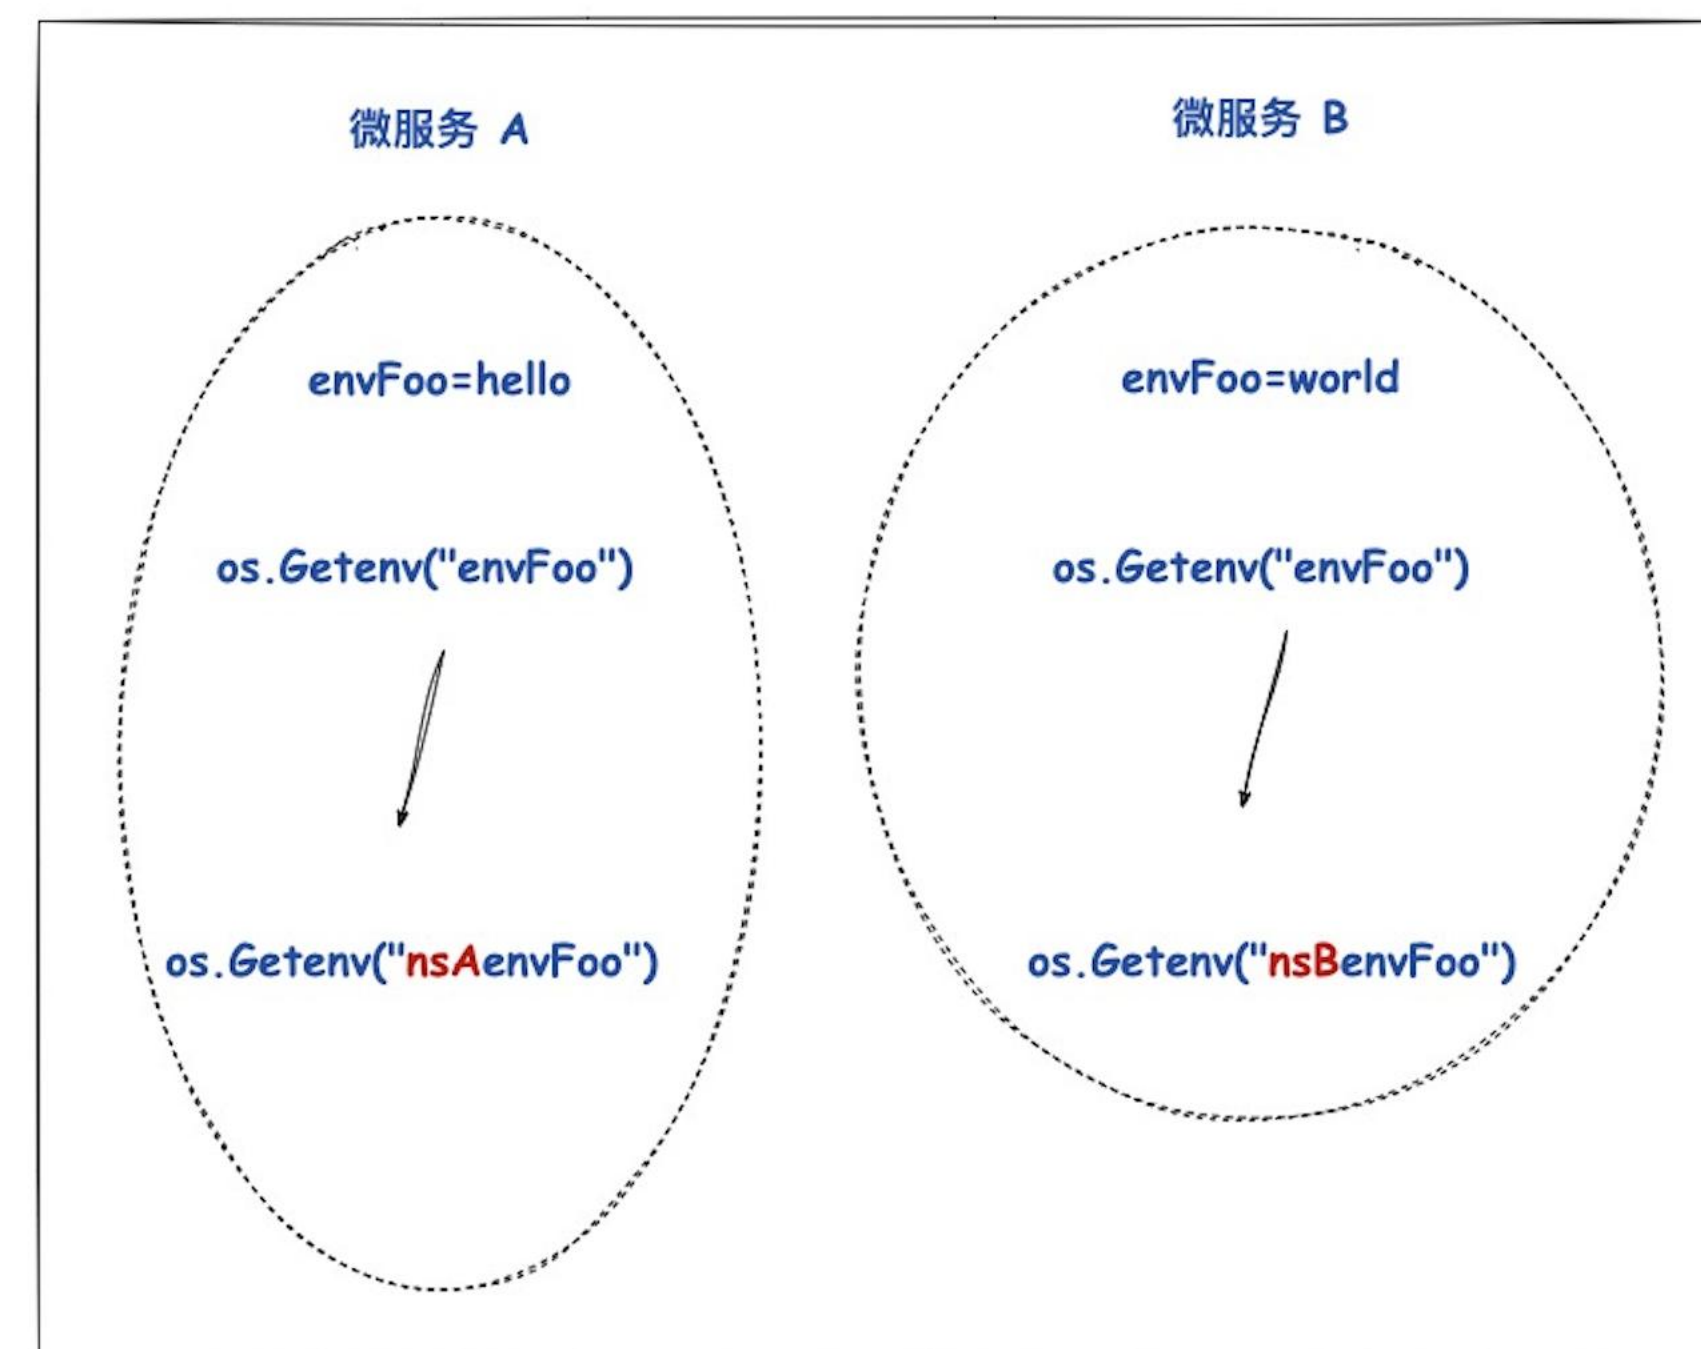 微服务 A
envFoo=hello
os.Getenv("envFoo")
os.Getenv("nsAenvFoo")
微服务 B
envFoo=world
os.Getenv("envFoo")
os.Getenv("nsBenvFoo")